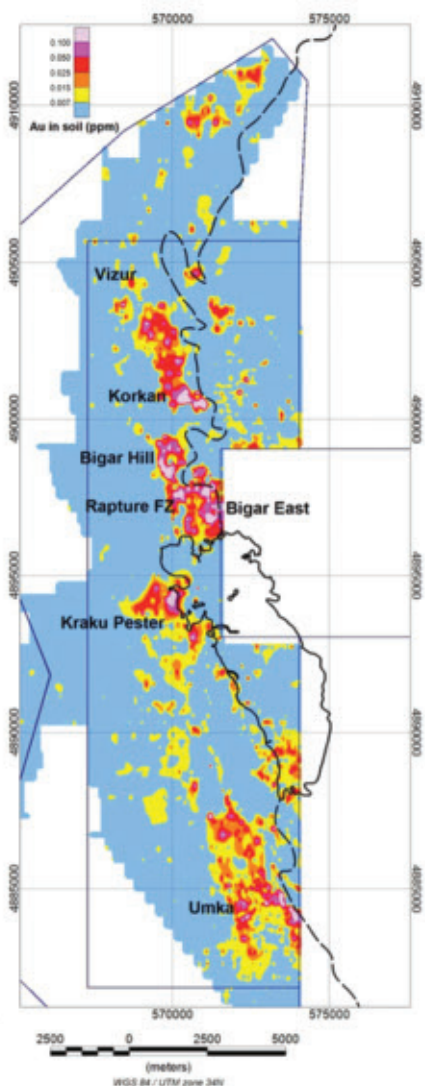 570000 575000
0.100
0.050
0.025
0.015
0.007
Au in soil (ppm)
4910000 4910000
4905000 4905000
Vizur
Korkan
4900000 4900000
Bigar Hill
Rapture FZ Bigar East
4895000 4895000
Kraku Pester
4890000 4890000
4885000 4885000
Umka
570000 575000
2500 0 2500 5000
(meters)
WGS 84 / UTM zone 34N